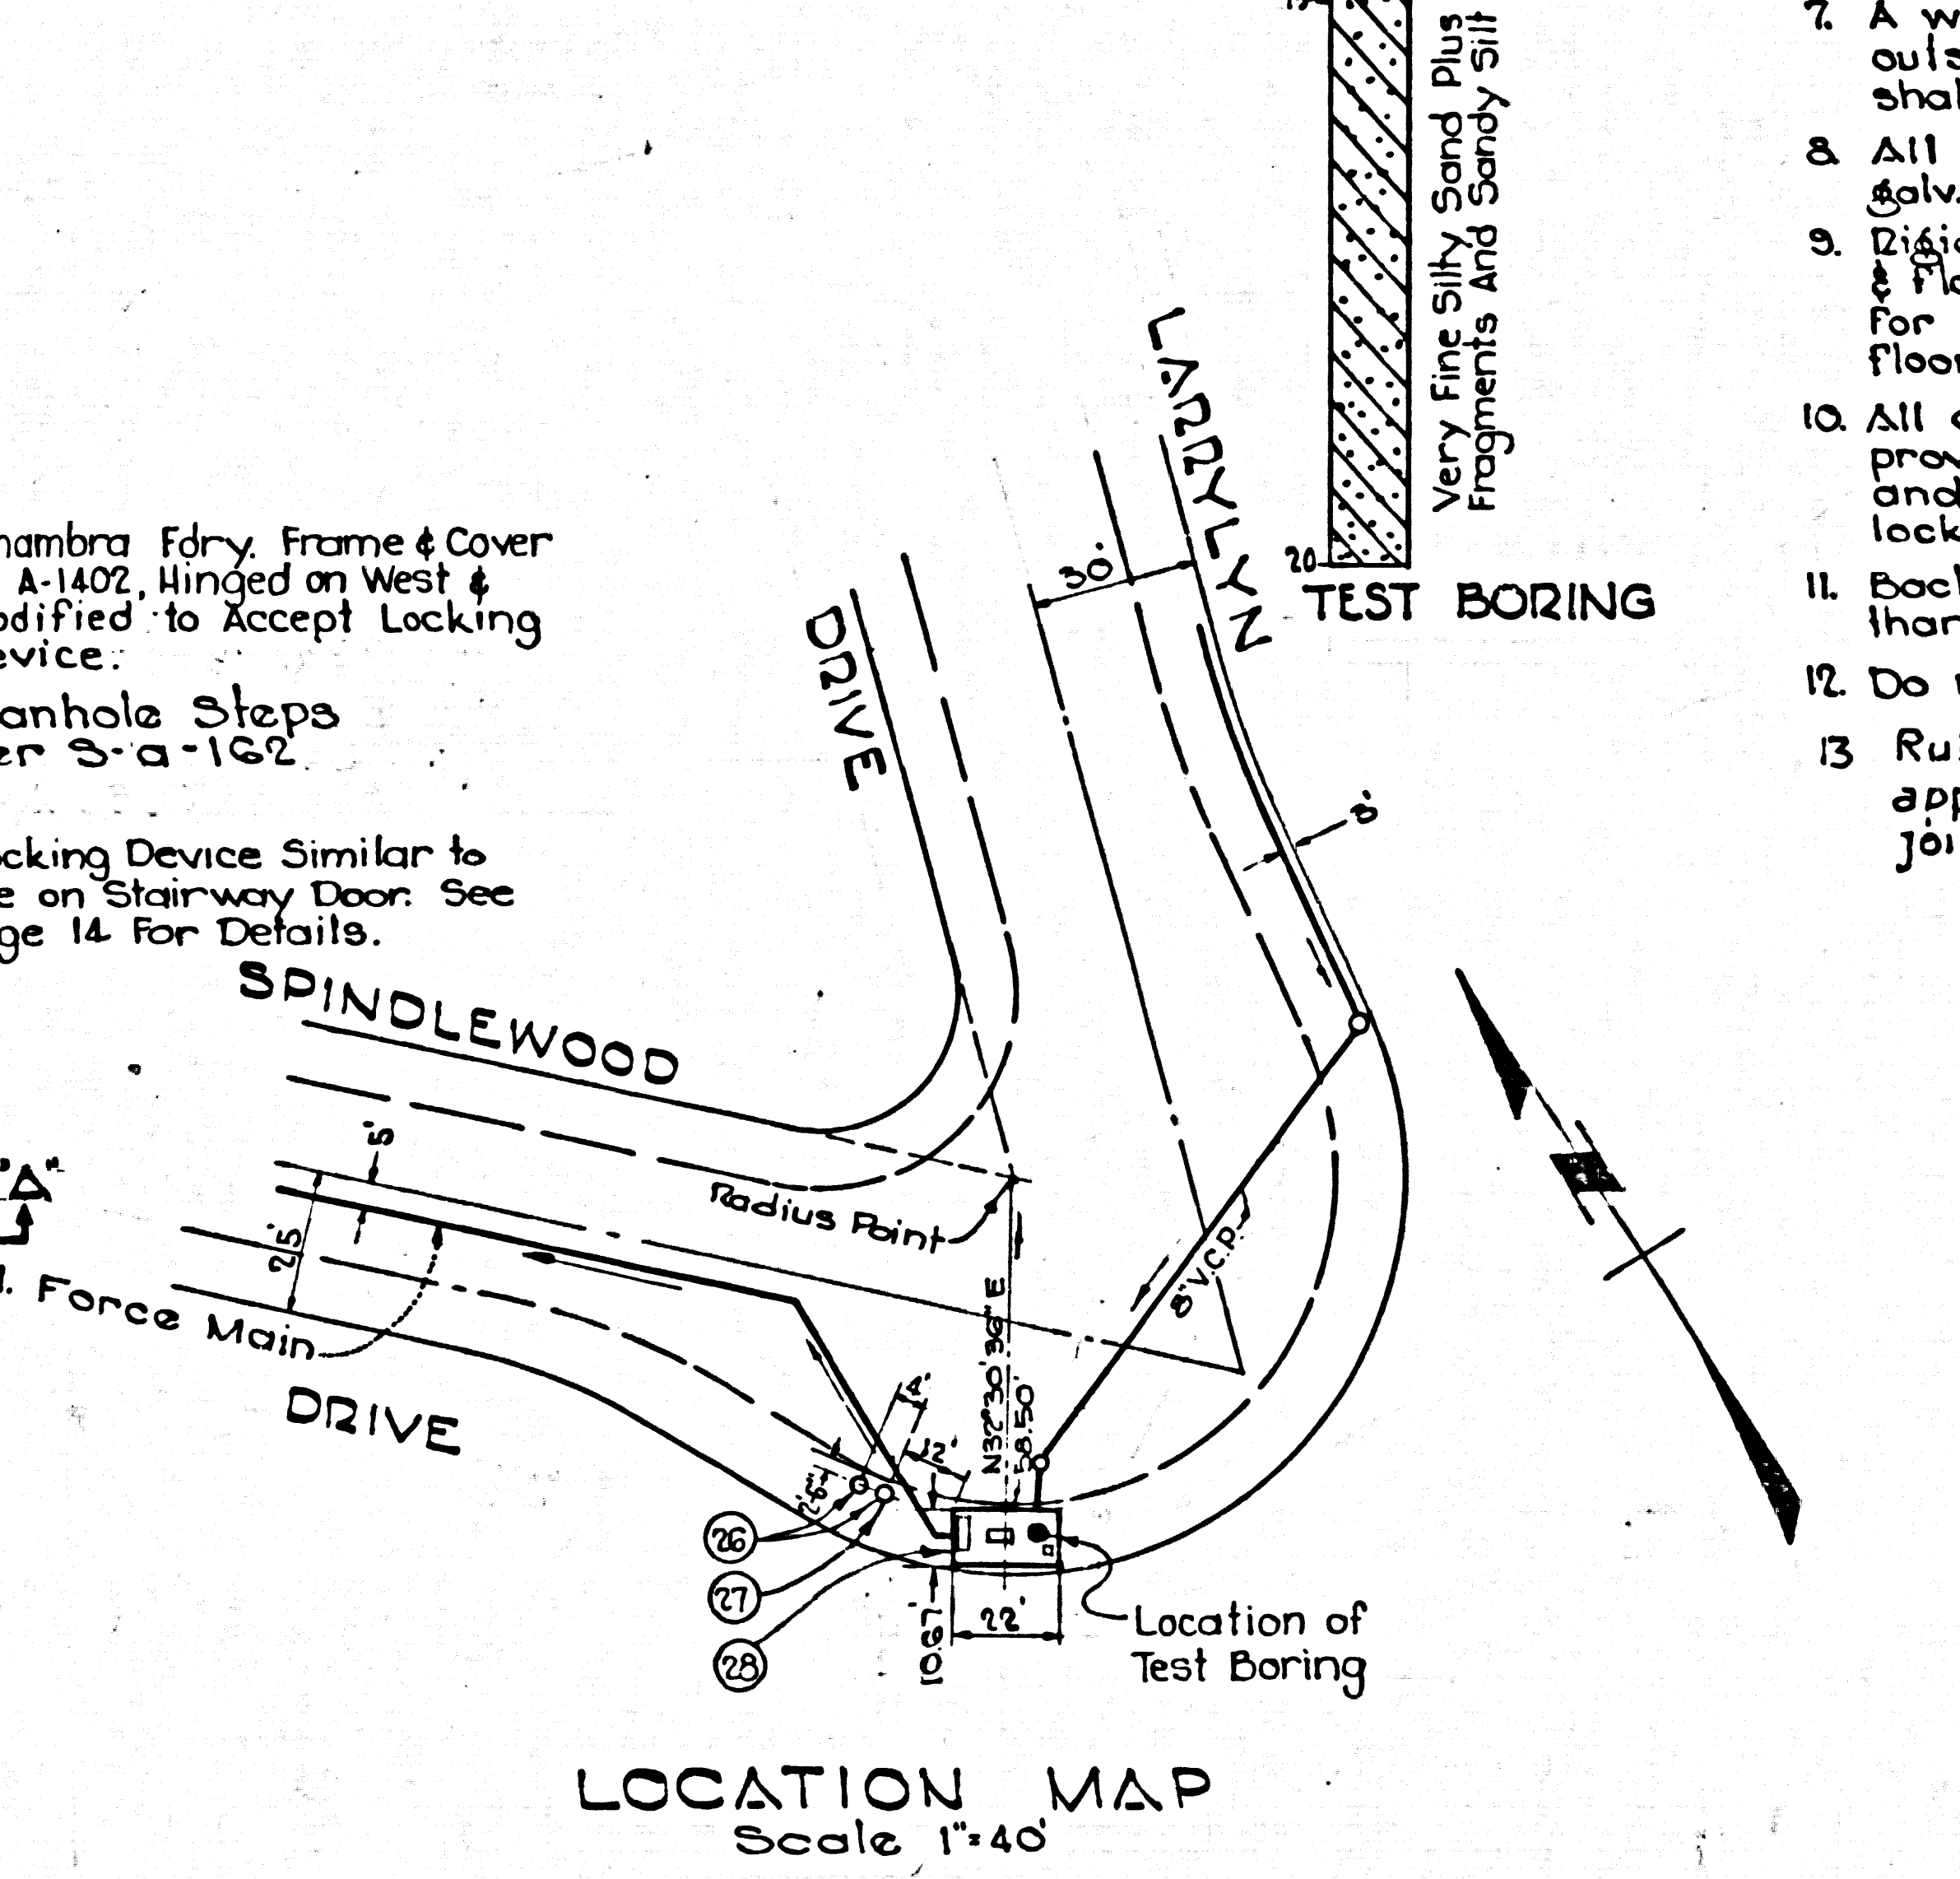 Very Fine Silty Sand Plus
Fragments And Sandy Silt
20
TEST BORING
7. A
outs
shal
8. All
galv.
9.
& Flo
For
floor
10. All
prov
and
lock
11. Bac
than
12. Do
13 Ru
app
joi
hambra Fdry. Frame & Cover
A-1402, Hinged on West &
odified to Accept Locking
evice.
anhole Steps
er S-a-162
ocking Device Similar to
e on Stairway Door. See
ge 14 For Details.
LARRYLYN
DRIVE
30'
8'
SPINDLEWOOD
DRIVE
5'
25'
"A"
Force Main
Radius Point
8" V.C.P.
N32°30'36" E
58.50'
4'
12'
2'6"
26
27
28
10.67'
22'
Location of
Test Boring
LOCATION MAP
Scale 1"=40'